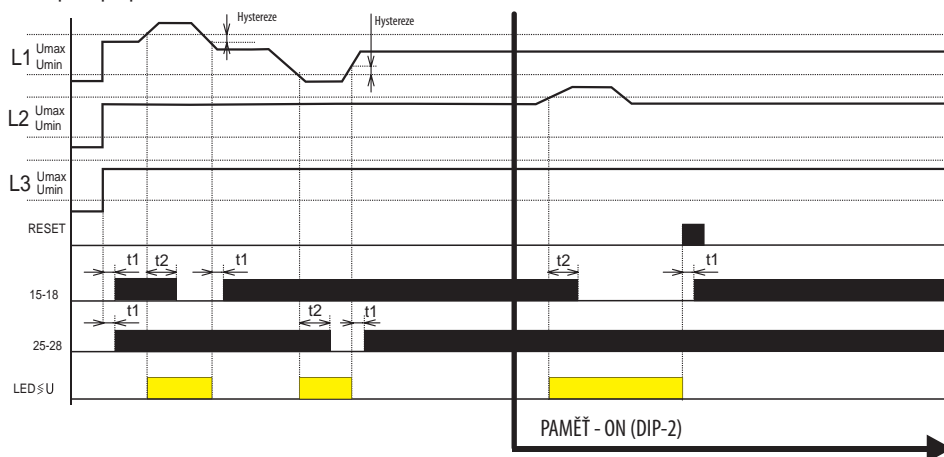 Hystereze
Hystereze
L1 Umax
Umin
L2 Umax
Umin
L3 Umax
Umin
RESET
t1 t2 t1 t2 t1
15-18
t1 t2 t1
25-28
LED≶U
PAMĚŤ - ON (DIP-2)